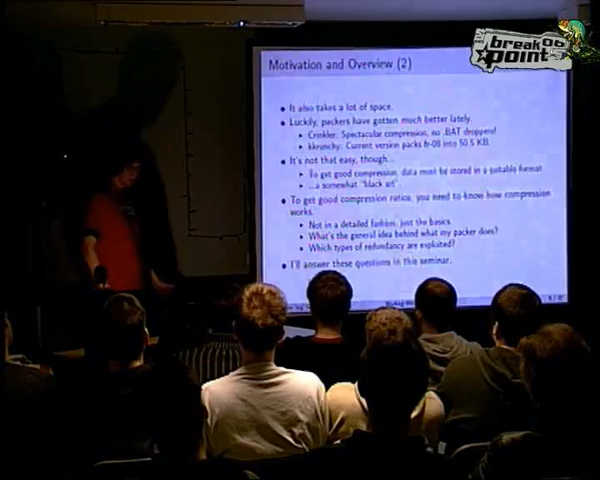 break 06
point
Motivation and Overview (2)
It also takes a lot of space.
Luckily, packers have gotten much better lately.
Crinkler: Spectacular compression, no .BAT droppers!
kkrunchy: Current version packs fr-08 into 50.5 KB.
It's not that easy, though...
To get good compression, data must be stored in a suitable format
...a somewhat "black art".
To get good compression ratios, you need to know how compression
works.
Not in a detailed fashion, just the basics.
What's the general idea behind what my packer does?
Which types of redundancy are exploited?
I'll answer these questions in this seminar.